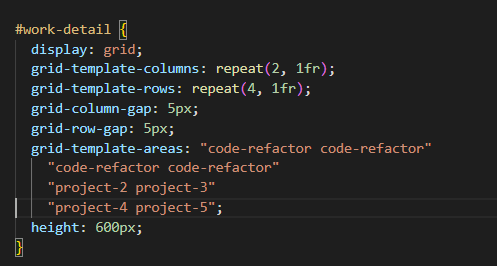 #work-detail {
display: grid;
grid-template-columns: repeat(2, 1fr);
grid-template-rows: repeat(4, 1fr);
grid-column-gap: 5px;
grid-row-gap: 5px;
grid-template-areas: "code-refactor code-refactor"
"code-refactor code-refactor"
"project-2 project-3"
"project-4 project-5";
height: 600px;
}